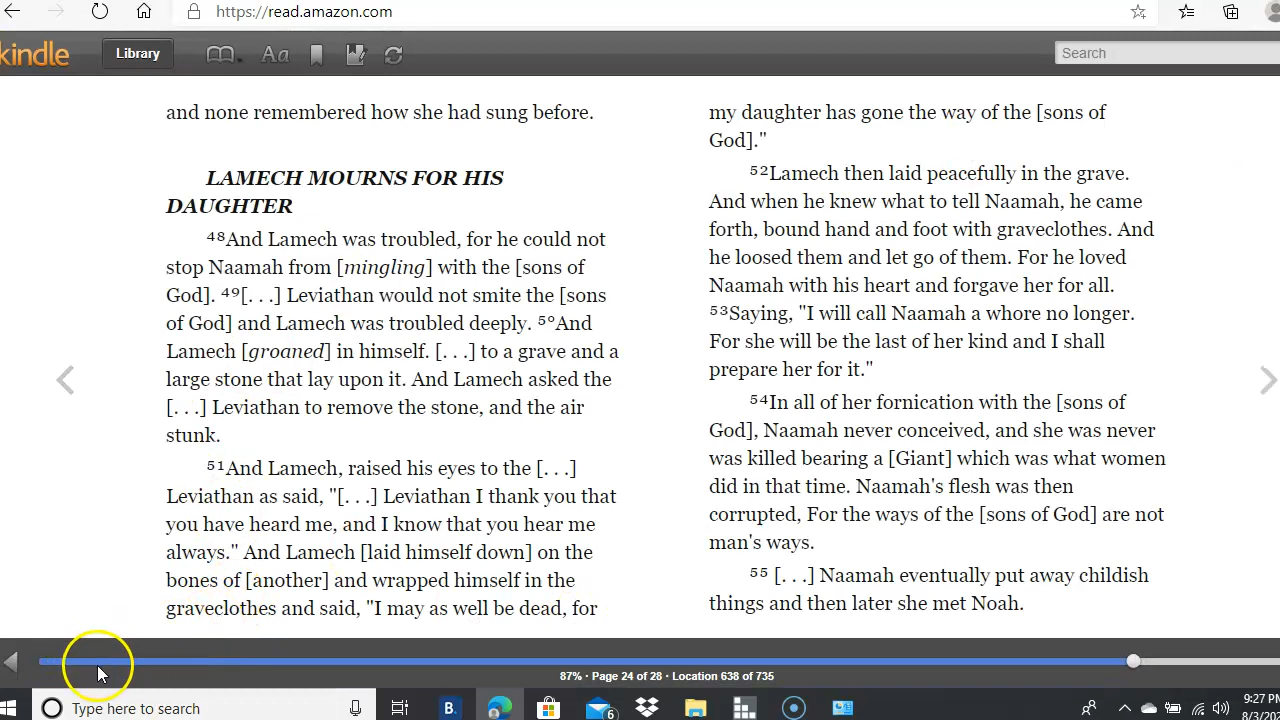 https://read.amazon.com
kindle
Library
Aa
Search
and none remembered how she had sung before.
LAMECH MOURNS FOR HIS
DAUGHTER
48And Lamech was troubled, for he could not
stop Naamah from [mingling] with the [sons of
God]. 49[. . .] Leviathan would not smite the [sons
of God] and Lamech was troubled deeply. 5°And
Lamech [groaned] in himself. [. . .] to a grave and a
large stone that lay upon it. And Lamech asked the
[. . .] Leviathan to remove the stone, and the air
stunk.
51And Lamech, raised his eyes to the [. . .]
Leviathan as said, "[. . .] Leviathan I thank you that
you have heard me, and I know that you hear me
always." And Lamech [laid himself down] on the
bones of [another] and wrapped himself in the
graveclothes and said, "I may as well be dead, for
my daughter has gone the way of the [sons of
God]."
52Lamech then laid peacefully in the grave.
And when he knew what to tell Naamah, he came
forth, bound hand and foot with graveclothes. And
he loosed them and let go of them. For he loved
Naamah with his heart and forgave her for all.
53Saying, "I will call Naamah a whore no longer.
For she will be the last of her kind and I shall
prepare her for it."
54In all of her fornication with the [sons of
God], Naamah never conceived, and she was never
was killed bearing a [Giant] which was what women
did in that time. Naamah's flesh was then
corrupted, For the ways of the [sons of God] are not
man's ways.
55 [. . .] Naamah eventually put away childish
things and then later she met Noah.
87% • Page 24 of 28 • Location 638 of 735
Type here to search
B.
6
9:27 PM
8/3/20